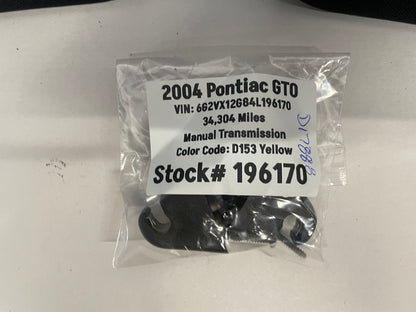 2004 Pontiac GTO
VIN: 6G2VX12G84L196170
34,304 Miles
Manual Transmission
Color Code: D153 Yellow
Stock# 196170